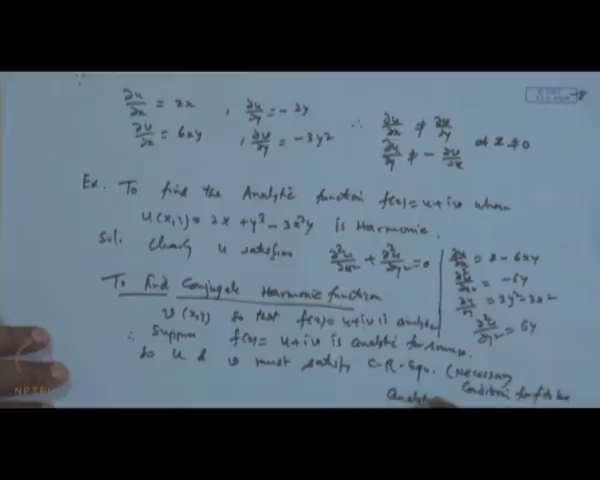 ∂u/∂x = 2x , ∂u/∂y = -2y ∴ ∂u/∂x ≠ ∂v/∂y
∂v/∂x = 6xy , ∂v/∂y = -3y² ∂u/∂y ≠ - ∂v/∂x at z ≠ 0
Ex. To find the Analytic function f(z) = u+iv where
u(x,y) = 2x + y³ - 3x²y is Harmonic.
Sol. Clearly u satisfies ∂²u/∂x² + ∂²u/∂y² = 0
∂u/∂x = 2 - 6xy
∂²u/∂x² = -6y
∂u/∂y = 3y² - 3x²
∂²u/∂y² = 6y
To find Conjugate Harmonic function
v(x,y) so that f(z) = u+iv is analytic
∴ Suppose f(z) = u+iv is analytic
So u & v must satisfy C-R-Equ. (Necessary
Condition for f to be
Analytic
NPTEL